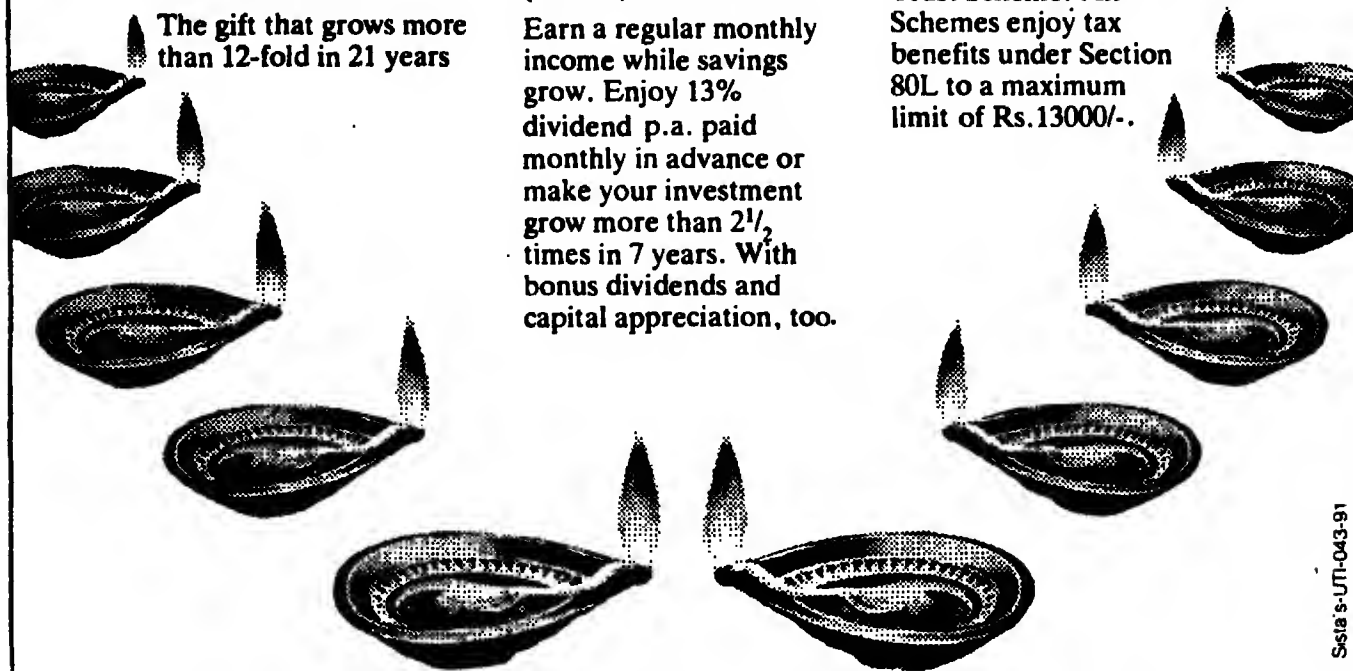 The gift that grows more
than 12-fold in 21 years
Earn a regular monthly
income while savings
grow. Enjoy 13%
dividend p.a. paid
monthly in advance or
make your investment
grow more than 2½
times in 7 years. With
bonus dividends and
capital appreciation, too.
Schemes enjoy tax
benefits under Section
80L to a maximum
limit of Rs.13000/-.
Sista's-UTI-043-91